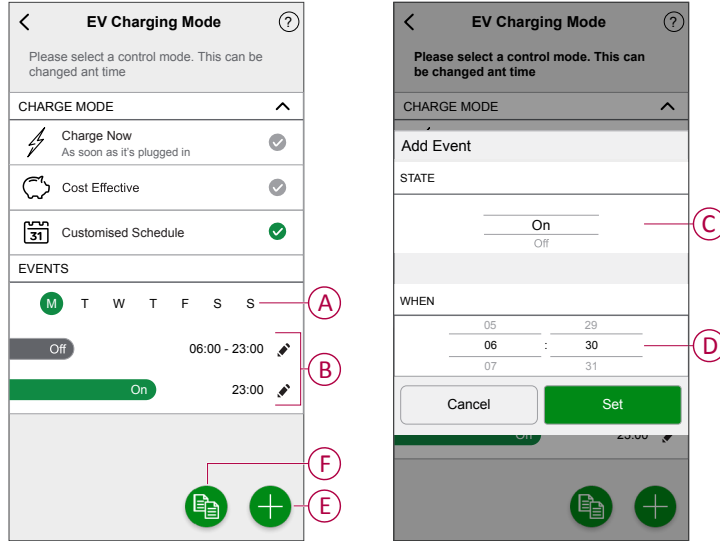 EV Charging Mode
?
Please select a control mode. This can be
changed ant time
CHARGE MODE
Charge Now
As soon as it's plugged in
Cost Effective
31
Customised Schedule
EVENTS
M T W T F S S
A
Off
06:00 - 23:00
B
On
23:00
F
E
EV Charging Mode
?
Please select a control mode. This can
be changed ant time
CHARGE MODE
Add Event
STATE
On
C
Off
WHEN
05 29
06 : 30
D
07 31
Cancel
Set
On
23:00